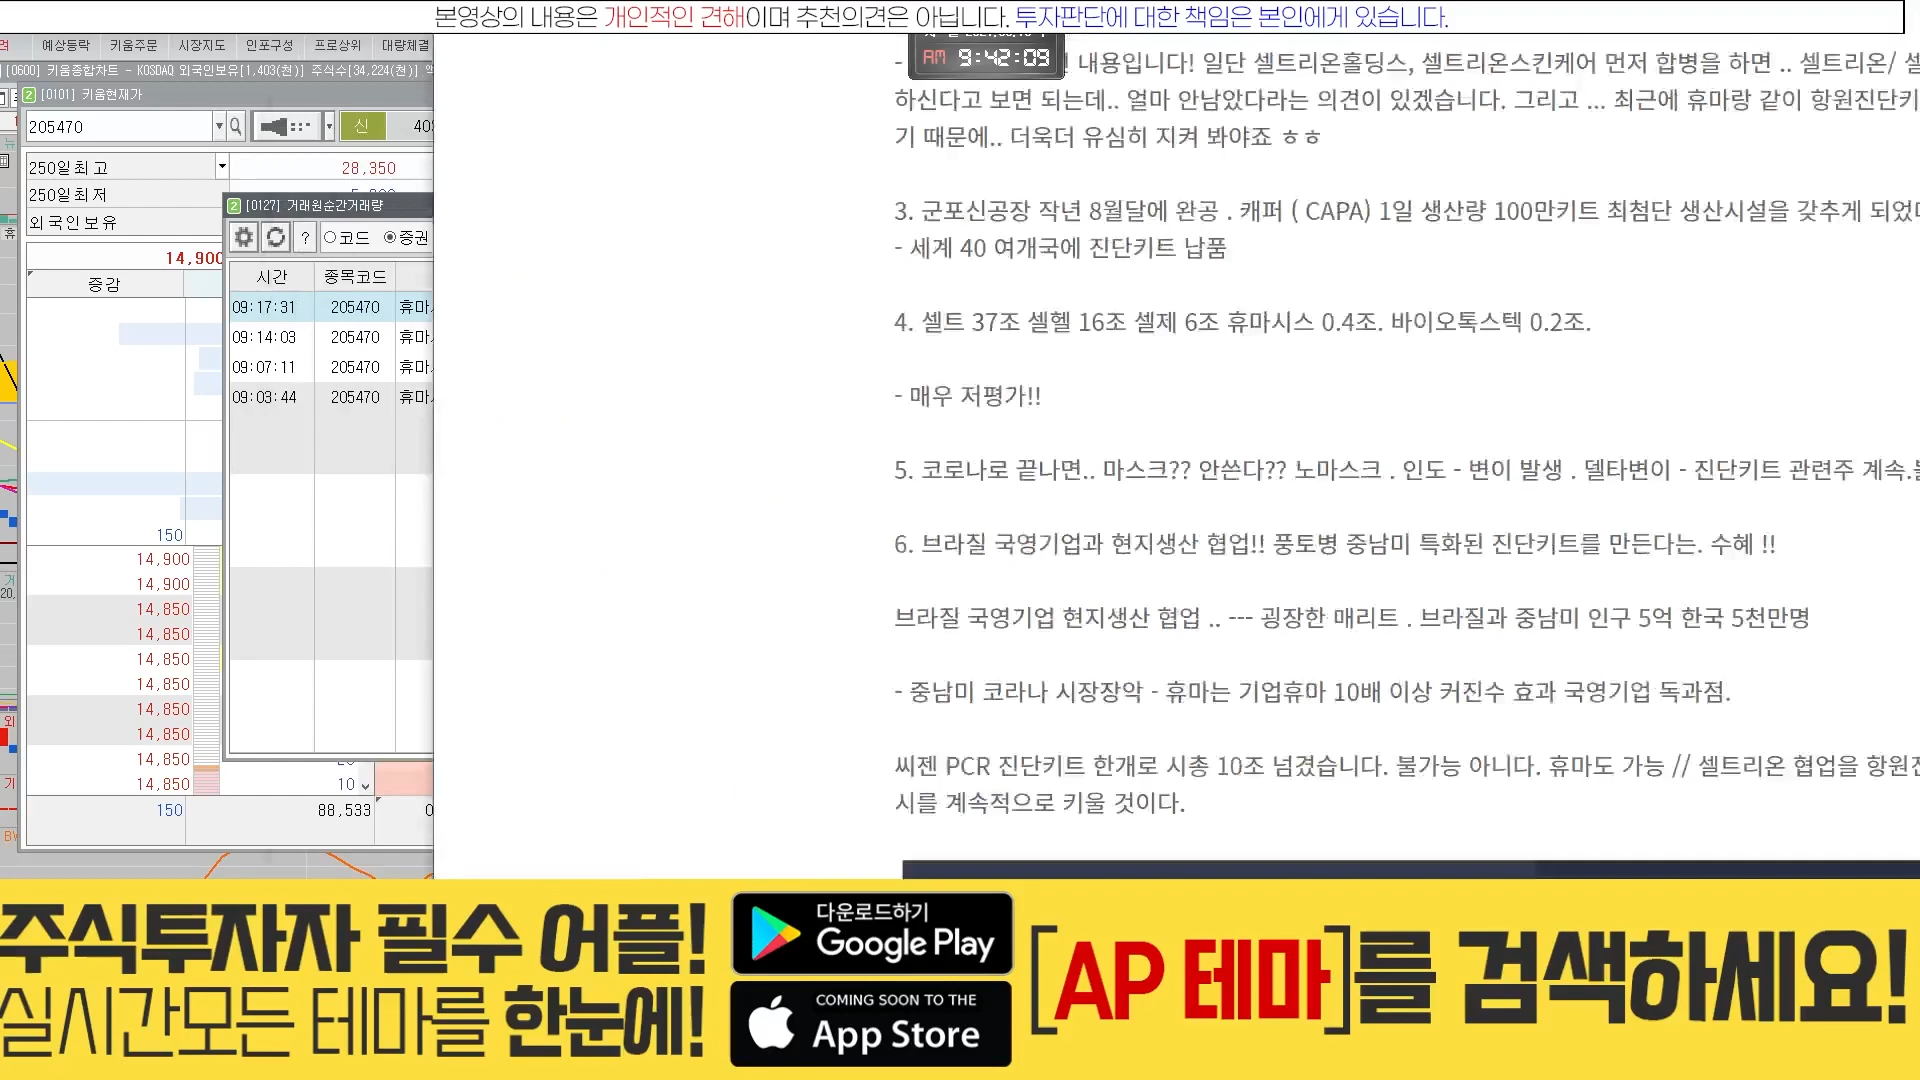 본영상의 내용은 개인적인 견해이며 추천의견은 아닙니다. 투자판단에 대한 책임은 본인에게 있습니다.
예상등락 키움주문 시장지도 인포구성 프로상위 대량체결
[0600] 키움종합차트 - KOSDAQ 외국인보유[1,403(천)] 주식수[34,224(천)]
[0101] 키움현재가
205470 신
250일최고 28,350
250일최저
외국인보유
14,900
증감
150
14,900
14,900
14,850
14,850
14,850
14,850
14,850
14,850
14,850
14,850 10
150 88,533
[0127] 거래원순간거래량
? 코드 증권
시간 종목코드
09:17:31 205470 휴마
09:14:03 205470 휴마
09:07:11 205470 휴마
09:03:44 205470 휴마
AM 9:42:09
내용입니다! 일단 셀트리온홀딩스, 셀트리온스킨케어 먼저 합병을 하면 .. 셀트리온/
하신다고 보면 되는데.. 얼마 안남았다라는 의견이 있겠습니다. 그리고 ... 최근에 휴마랑 같이 항원진단키
기 때문에.. 더욱더 유심히 지켜 봐야죠 ㅎㅎ
3. 군포신공장 작년 8월달에 완공 . 캐퍼 ( CAPA) 1일 생산량 100만키트 최첨단 생산시설을 갖추게 되었
- 세계 40 여개국에 진단키트 납품
4. 셀트 37조 셀헬 16조 셀제 6조 휴마시스 0.4조. 바이오톡스텍 0.2조.
- 매우 저평가!!
5. 코로나로 끝나면.. 마스크?? 안쓴다?? 노마스크 . 인도 - 변이 발생 . 델타변이 - 진단키트 관련주 계속.
6. 브라질 국영기업과 현지생산 협업!! 풍토병 중남미 특화된 진단키트를 만든다는. 수혜 !!
브라질 국영기업 현지생산 협업 .. --- 굉장한 매리트 . 브라질과 중남미 인구 5억 한국 5천만명
- 중남미 코라나 시장장악 - 휴마는 기업휴마 10배 이상 커진수 효과 국영기업 독과점.
씨젠 PCR 진단키트 한개로 시총 10조 넘겼습니다. 불가능 아니다. 휴마도 가능 // 셀트리온 협업을 항원진
시를 계속적으로 키울 것이다.
주식투자자 필수 어플!
실시간모든 테마를 한눈에!
다운로드하기
Google Play
COMING SOON TO THE
App Store
[AP 테마]를 검색하세요!